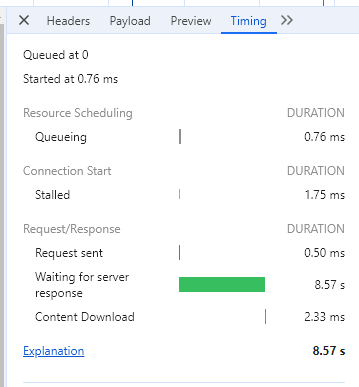 Headers Payload Preview Timing
Queued at 0
Started at 0.76 ms
Resource Scheduling DURATION
Queueing 0.76 ms
Connection Start DURATION
Stalled 1.75 ms
Request/Response DURATION
Request sent 0.50 ms
Waiting for server
response 8.57 s
Content Download 2.33 ms
Explanation 8.57 s